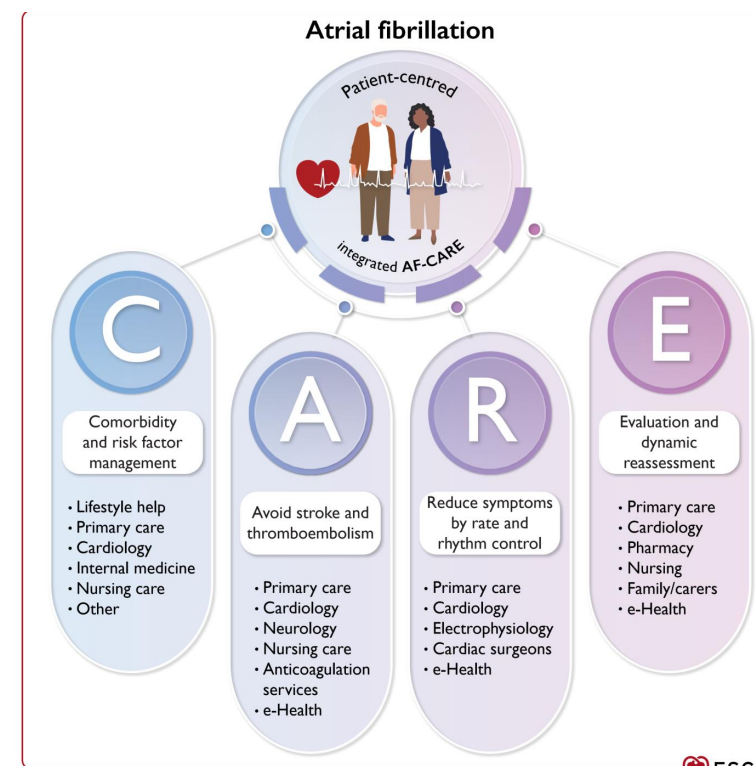 Atrial fibrillation
Patient-centred
integrated AF-CARE
C
Comorbidity
and risk factor
management
• Lifestyle help
• Primary care
• Cardiology
• Internal medicine
• Nursing care
• Other
A
Avoid stroke and
thromboembolism
• Primary care
• Cardiology
• Neurology
• Nursing care
• Anticoagulation
services
• e-Health
R
Reduce symptoms
by rate and
rhythm control
• Primary care
• Cardiology
• Electrophysiology
• Cardiac surgeons
• e-Health
E
Evaluation and
dynamic
reassessment
• Primary care
• Cardiology
• Pharmacy
• Nursing
• Family/carers
• e-Health
ESC